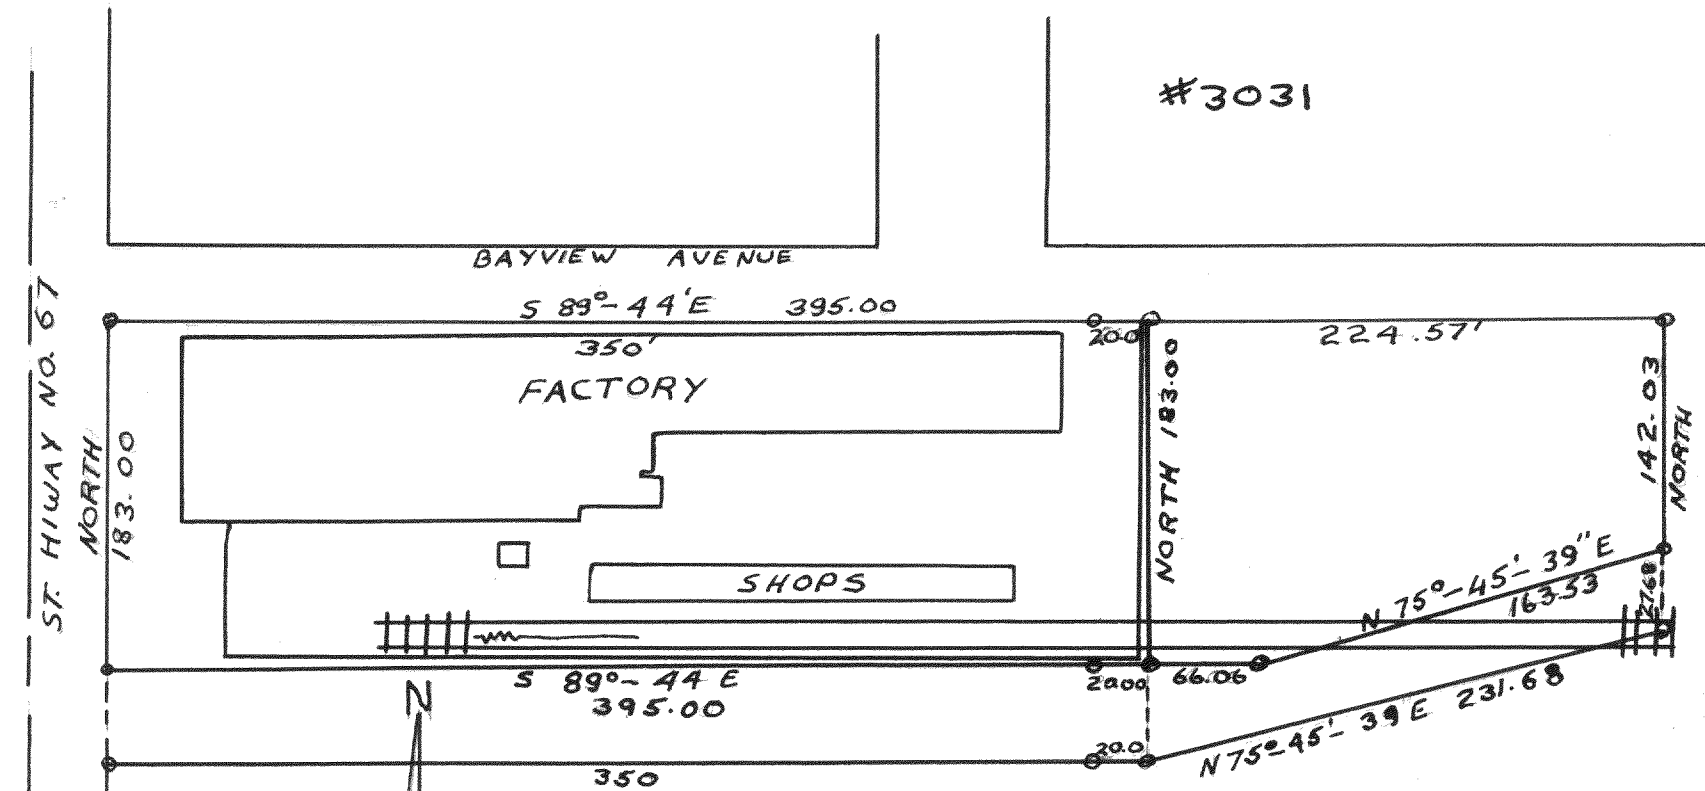 #3031
BAYVIEW AVENUE
S 89°-44'E 395.00
20.0
224.57'
350'
FACTORY
ST. HIWAY NO. 67
NORTH
183.00
NORTH 183.00
142.03
NORTH
SHOPS
N 75°-45'-39" E
163.53
27.68
S 89°-44 E
395.00
20.00
66.06
N
N 75°-45'-39 E 231.68
20.0
350